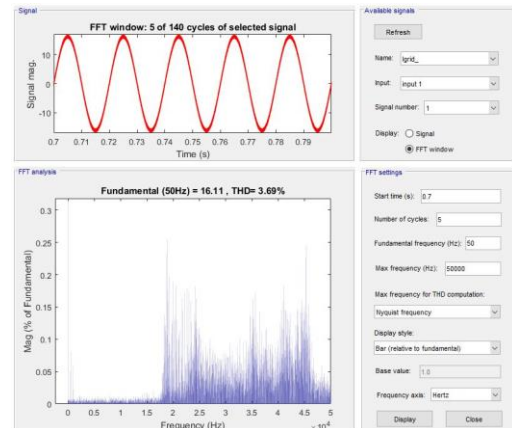 Signal
FFT window: 5 of 140 cycles of selected signal
Signal mag.
10
0
-10
0.7 0.71 0.72 0.73 0.74 0.75 0.76 0.77 0.78 0.79
Time (s)
FFT analysis
Fundamental (50Hz) = 16.11 , THD= 3.69%
Mag (% of Fundamental)
0.3
0.25
0.2
0.15
0.1
0.05
0
0 0.5 1 1.5 2 2.5 3 3.5 4 4.5 5
Frequency (Hz)
× 10⁴
Available signals
Refresh
Name: Igrid_
Input: input 1
Signal number: 1
Display: Signal
FFT window
FFT settings
Start time (s): 0.7
Number of cycles: 5
Fundamental frequency (Hz): 50
Max frequency (Hz): 50000
Max frequency for THD computation:
Nyquist frequency
Display style:
Bar (relative to fundamental)
Base value: 1.0
Frequency axis: Hertz
Display Close